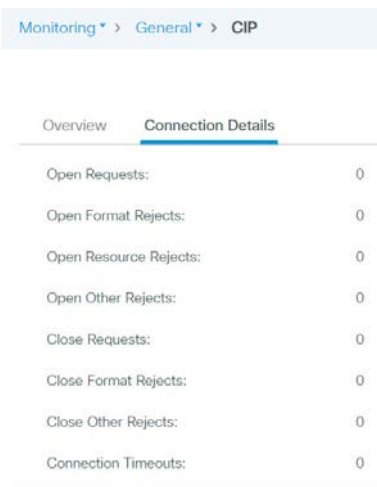 Monitoring > General > CIP
Overview Connection Details
Open Requests: 0
Open Format Rejects: 0
Open Resource Rejects: 0
Open Other Rejects: 0
Close Requests: 0
Close Format Rejects: 0
Close Other Rejects: 0
Connection Timeouts: 0